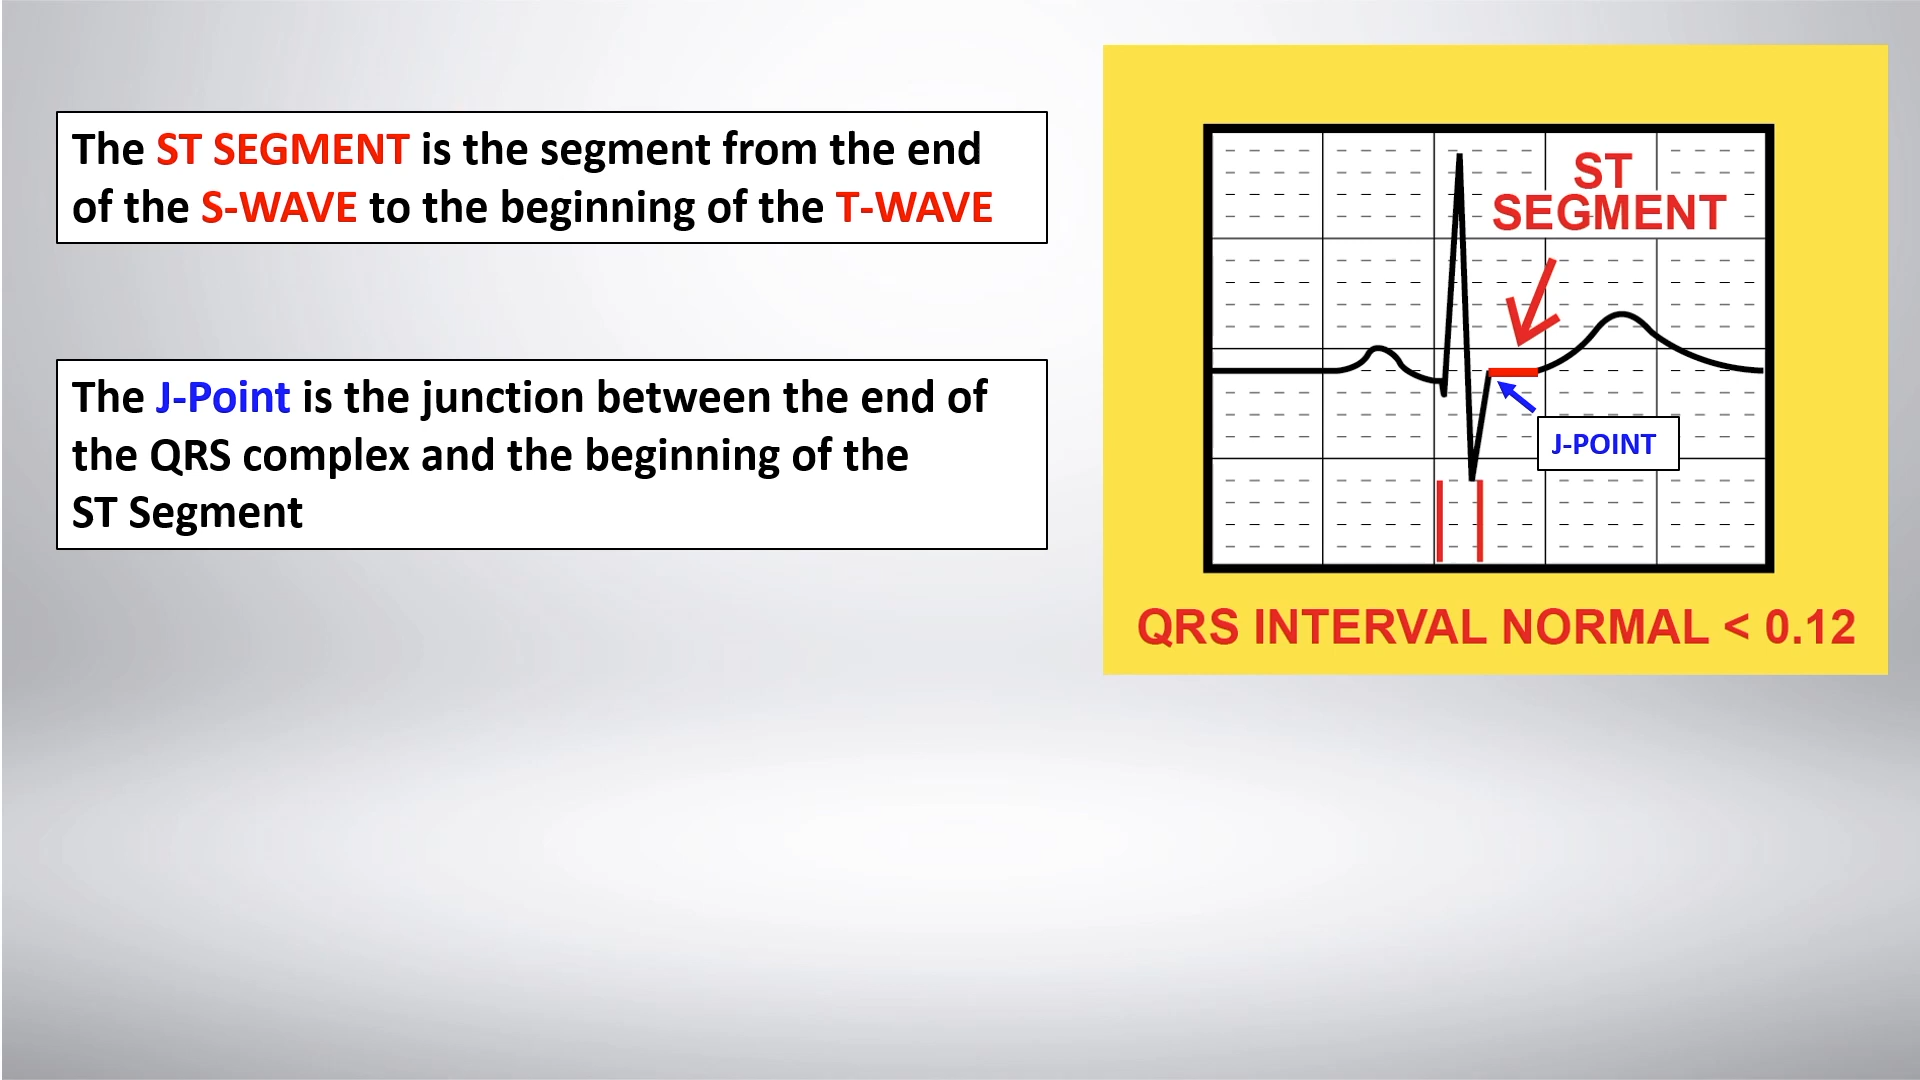 The ST SEGMENT is the segment from the end
of the S-WAVE to the beginning of the T-WAVE
The J-Point is the junction between the end of
the QRS complex and the beginning of the
ST Segment
ST
SEGMENT
J-POINT
QRS INTERVAL NORMAL < 0.12